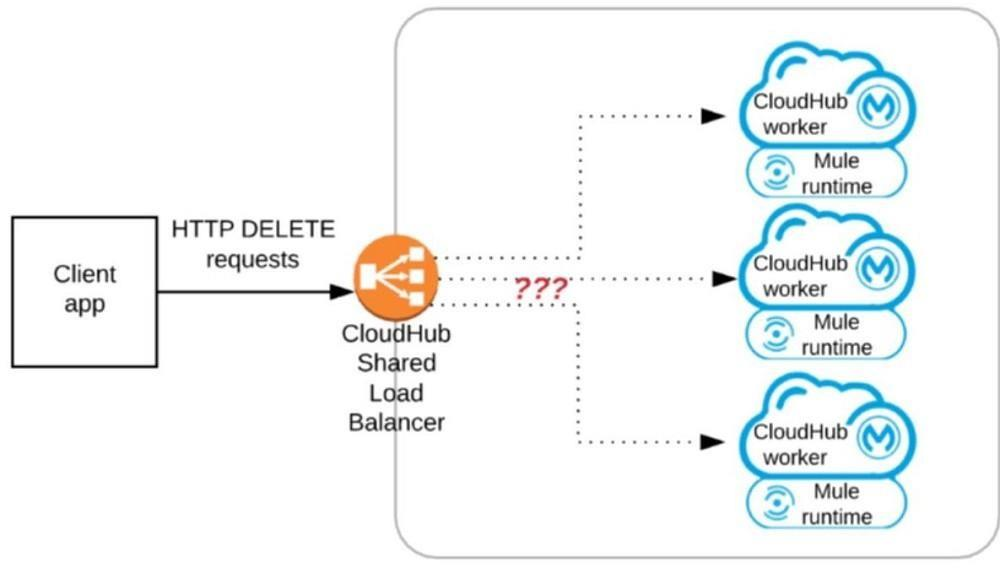 Client
app
HTTP DELETE
requests
CloudHub
Shared
Load
Balancer
???
CloudHub
worker
Mule
runtime
CloudHub
worker
Mule
runtime
CloudHub
worker
Mule
runtime